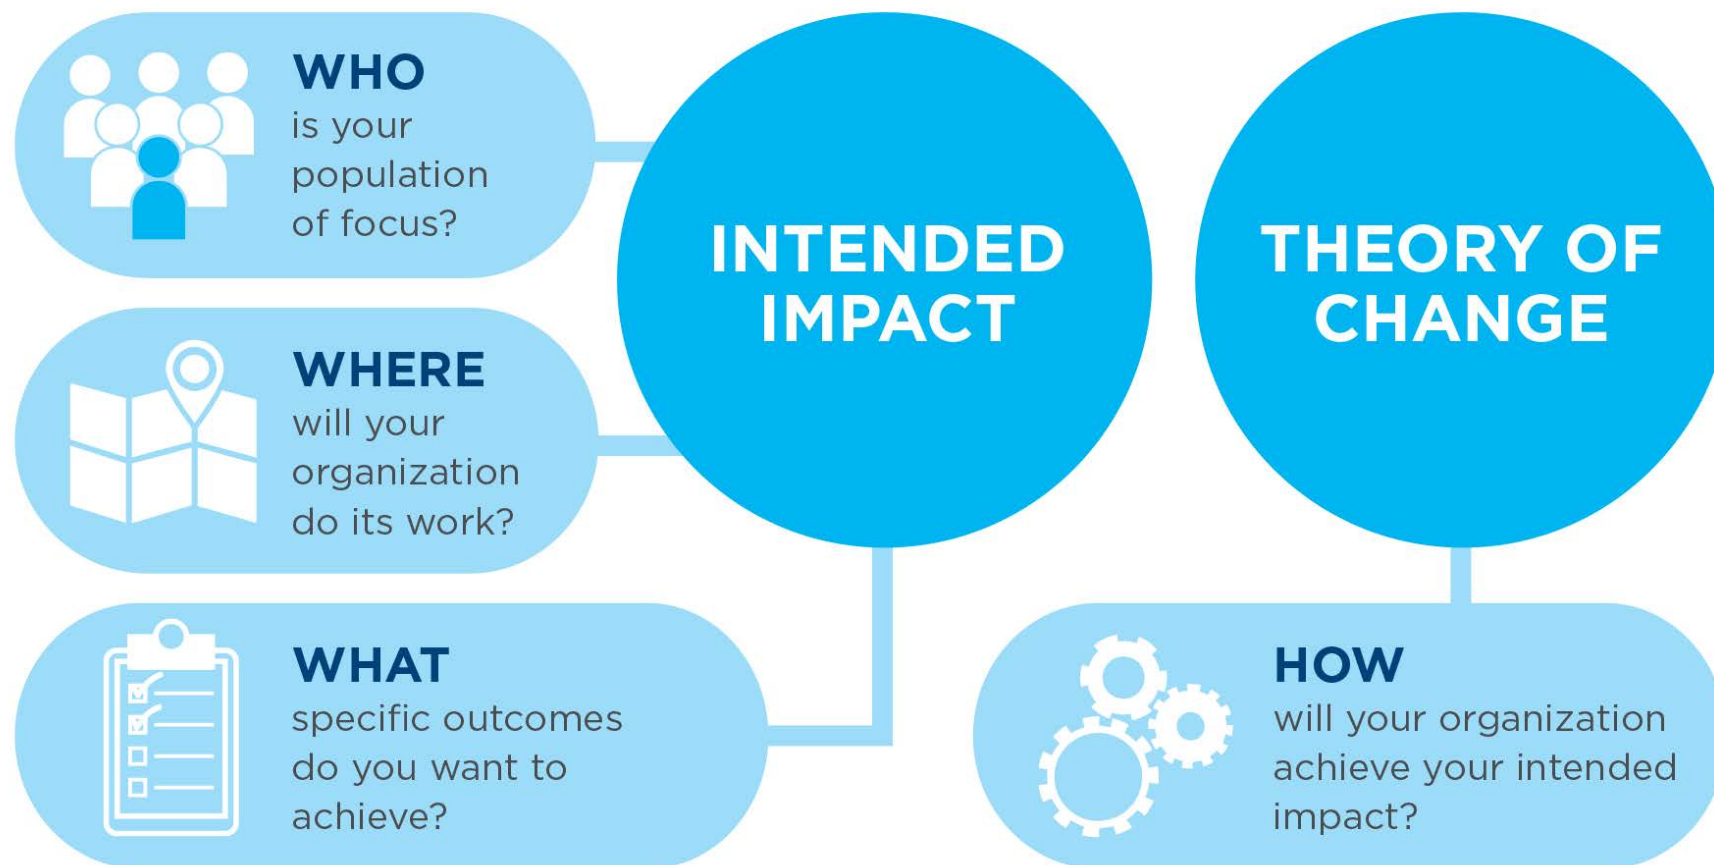 WHO
is your
population
of focus?
WHERE
will your
organization
do its work?
WHAT
specific outcomes
do you want to
achieve?
INTENDED
IMPACT
THEORY OF
CHANGE
HOW
will your organization
achieve your intended
impact?